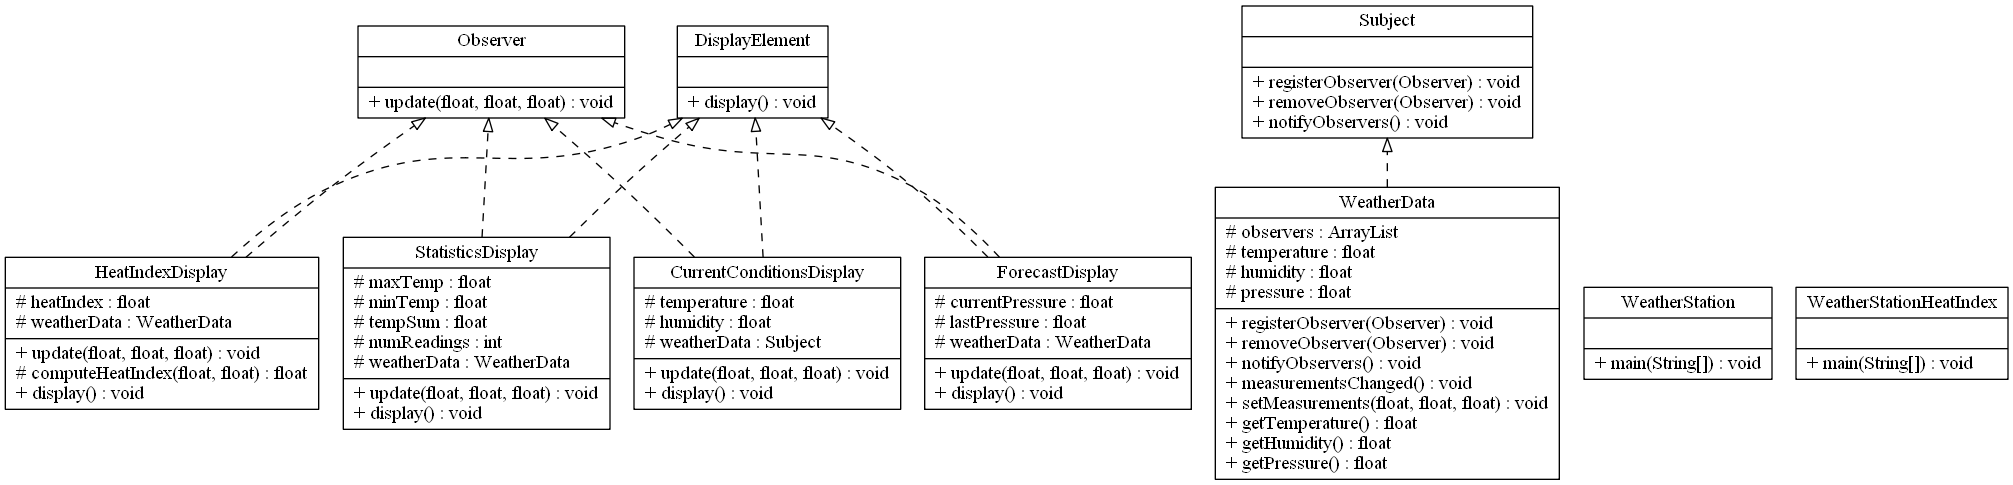 Observer
+ update(float, float, float) : void
DisplayElement
+ display() : void
Subject
+ registerObserver(Observer) : void
+ removeObserver(Observer) : void
+ notifyObservers() : void
HeatIndexDisplay
# heatIndex : float
# weatherData : WeatherData
+ update(float, float, float) : void
# computeHeatIndex(float, float) : float
+ display() : void
StatisticsDisplay
# maxTemp : float
# minTemp : float
# tempSum : float
# numReadings : int
# weatherData : WeatherData
+ update(float, float, float) : void
+ display() : void
CurrentConditionsDisplay
# temperature : float
# humidity : float
# weatherData : Subject
+ update(float, float, float) : void
+ display() : void
ForecastDisplay
# currentPressure : float
# lastPressure : float
# weatherData : WeatherData
+ update(float, float, float) : void
+ display() : void
WeatherData
# observers : ArrayList
# temperature : float
# humidity : float
# pressure : float
+ registerObserver(Observer) : void
+ removeObserver(Observer) : void
+ notifyObservers() : void
+ measurementsChanged() : void
+ setMeasurements(float, float, float) : void
+ getTemperature() : float
+ getHumidity() : float
+ getPressure() : float
WeatherStation
+ main(String[]) : void
WeatherStationHeatIndex
+ main(String[]) : void